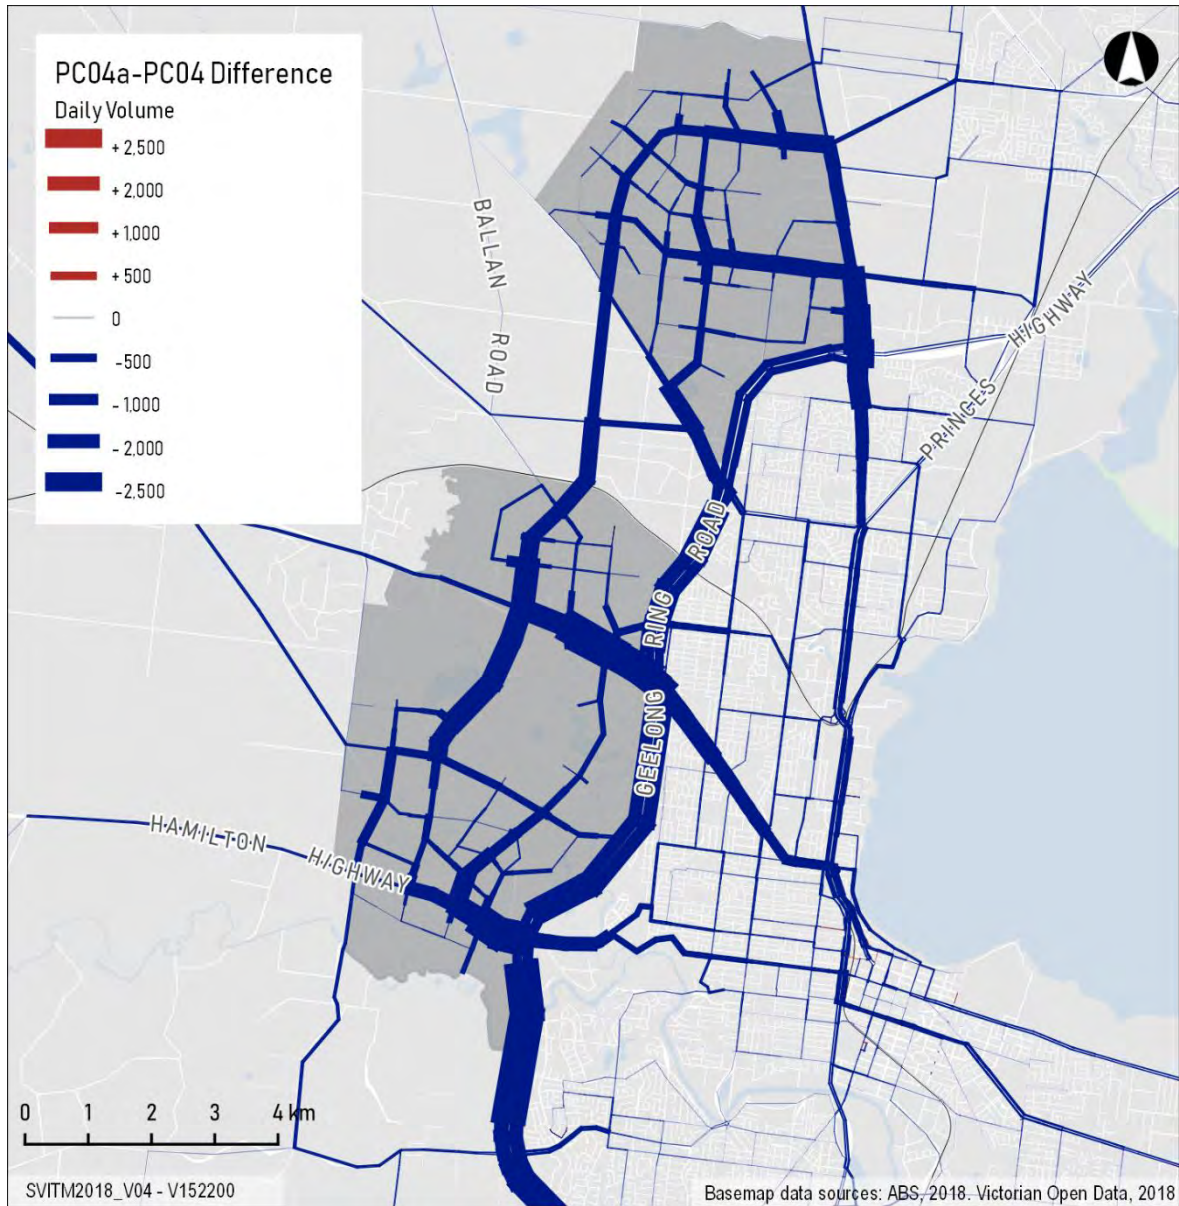 PC04a-PC04 Difference
Daily Volume
+2,500
+2,000
+1,000
+500
0
-500
-1,000
-2,000
-2,500
BALLAN ROAD
PRINCES HIGHWAY
GEELONG RING ROAD
HAMILTON HIGHWAY
0 1 2 3 4 km
SVITM2018_V04 - V152200
Basemap data sources: ABS, 2018. Victorian Open Data, 2018